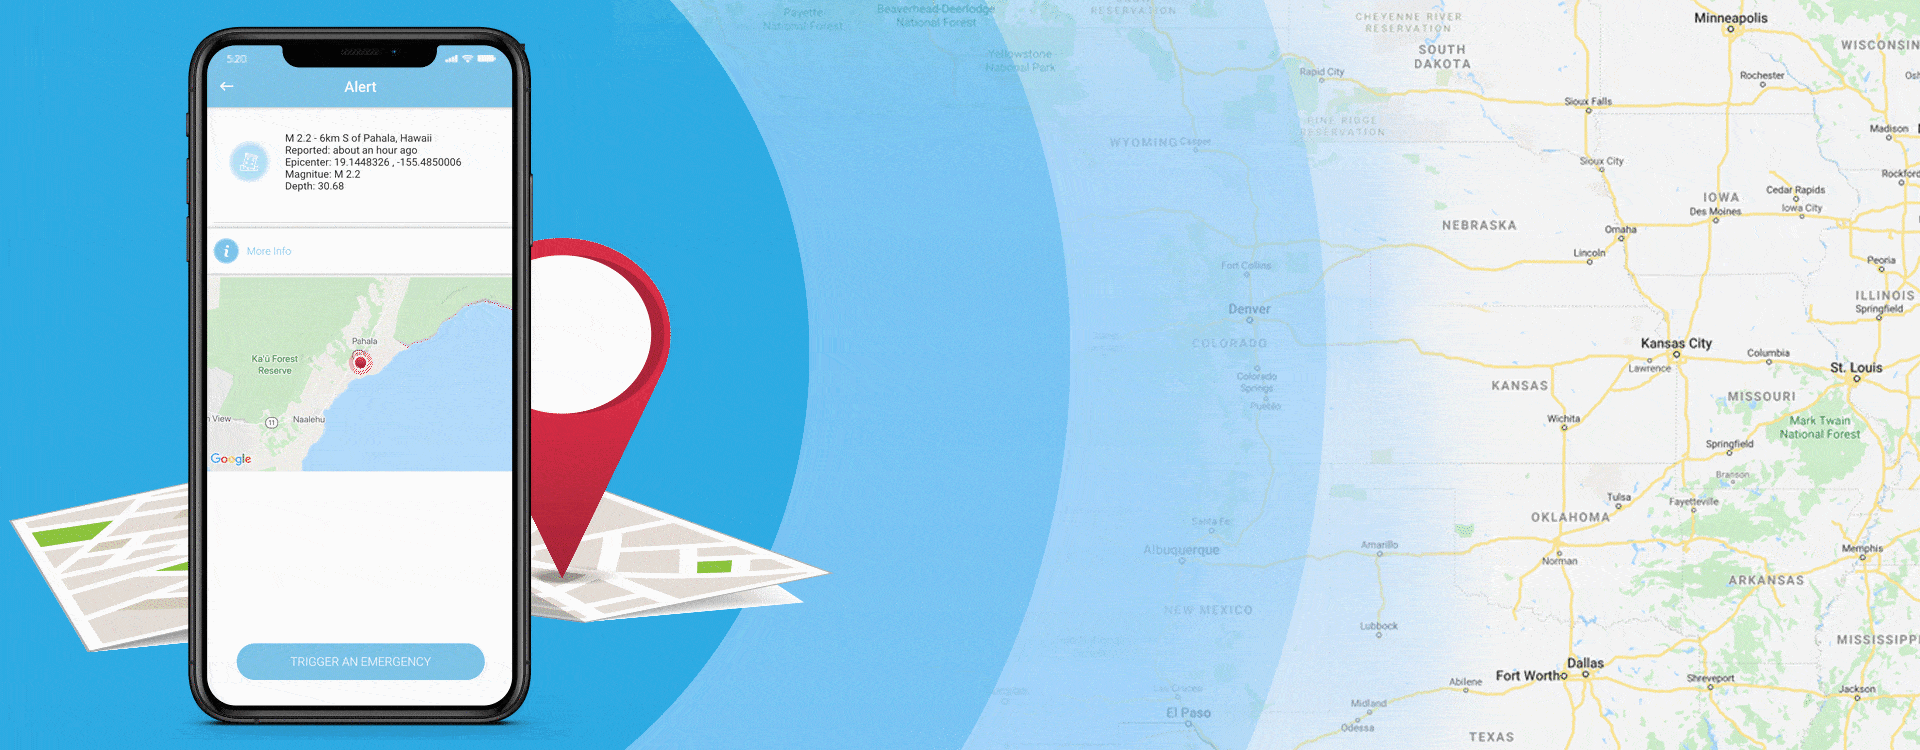 5:20
Alert
M 2.2 - 6km S of Pahala, Hawaii
Reported: about an hour ago
Epicenter: 19.1448326 , -155.4850006
Magnitue: M 2.2
Depth: 30.68
i
More Info
Pahala
Ka'ū Forest
Reserve
n View
11
Naalehu
Google
TRIGGER AN EMERGENCY
Payette
National Forest
Beaverhead-Deerlodge
National Forest
Yellowstone
National Park
RESERVATION
CHEYENNE RIVER
RESERVATION
SOUTH
DAKOTA
Minneapolis
WISCONSIN
Rapid City
Rochester
Osh
Sioux Falls
PINE RIDGE
RESERVATION
Madison
WYOMING
Casper
Sioux City
Rockford
IOWA
Cedar Rapids
Des Moines
Iowa City
NEBRASKA
Omaha
Lincoln
Peoria
Fort Collins
ILLINOIS
Springfield
Denver
COLORADO
Kansas City
Lawrence
Columbia
St. Louis
Colorado
Springs
Pueblo
KANSAS
MISSOURI
Wichita
Mark Twain
National Forest
Springfield
Branson
Tulsa
Fayetteville
Santa Fe
OKLAHOMA
Albuquerque
Amarillo
Norman
Memphis
ARKANSAS
NEW MEXICO
Lubbock
MISSISSIPPI
Dallas
Fort Worth
Abilene
Shreveport
Las Cruces
Jackson
El Paso
Midland
Odessa
TEXAS